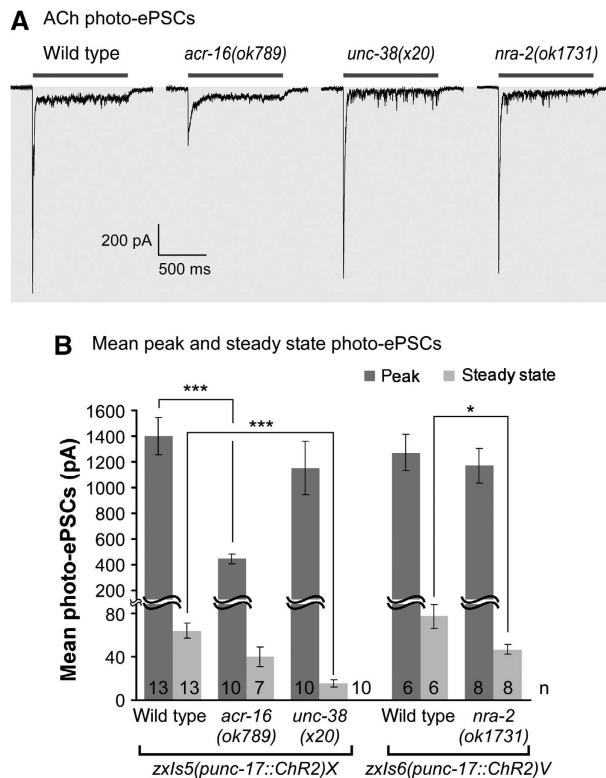 A ACh photo-ePSCs
Wild type acr-16(ok789) unc-38(x20) nra-2(ok1731)
200 pA
500 ms
B Mean peak and steady state photo-ePSCs
Peak Steady state
*** *** *
Mean photo-ePSCs (pA)
1600
1400
1200
1000
800
600
400
200
80
40
0
13 13 10 7 10 10 6 6 8 8 n
Wild type acr-16 (ok789) unc-38 (x20) Wild type nra-2 (ok1731)
zxIs5(punc-17::ChR2)X zxIs6(punc-17::ChR2)V